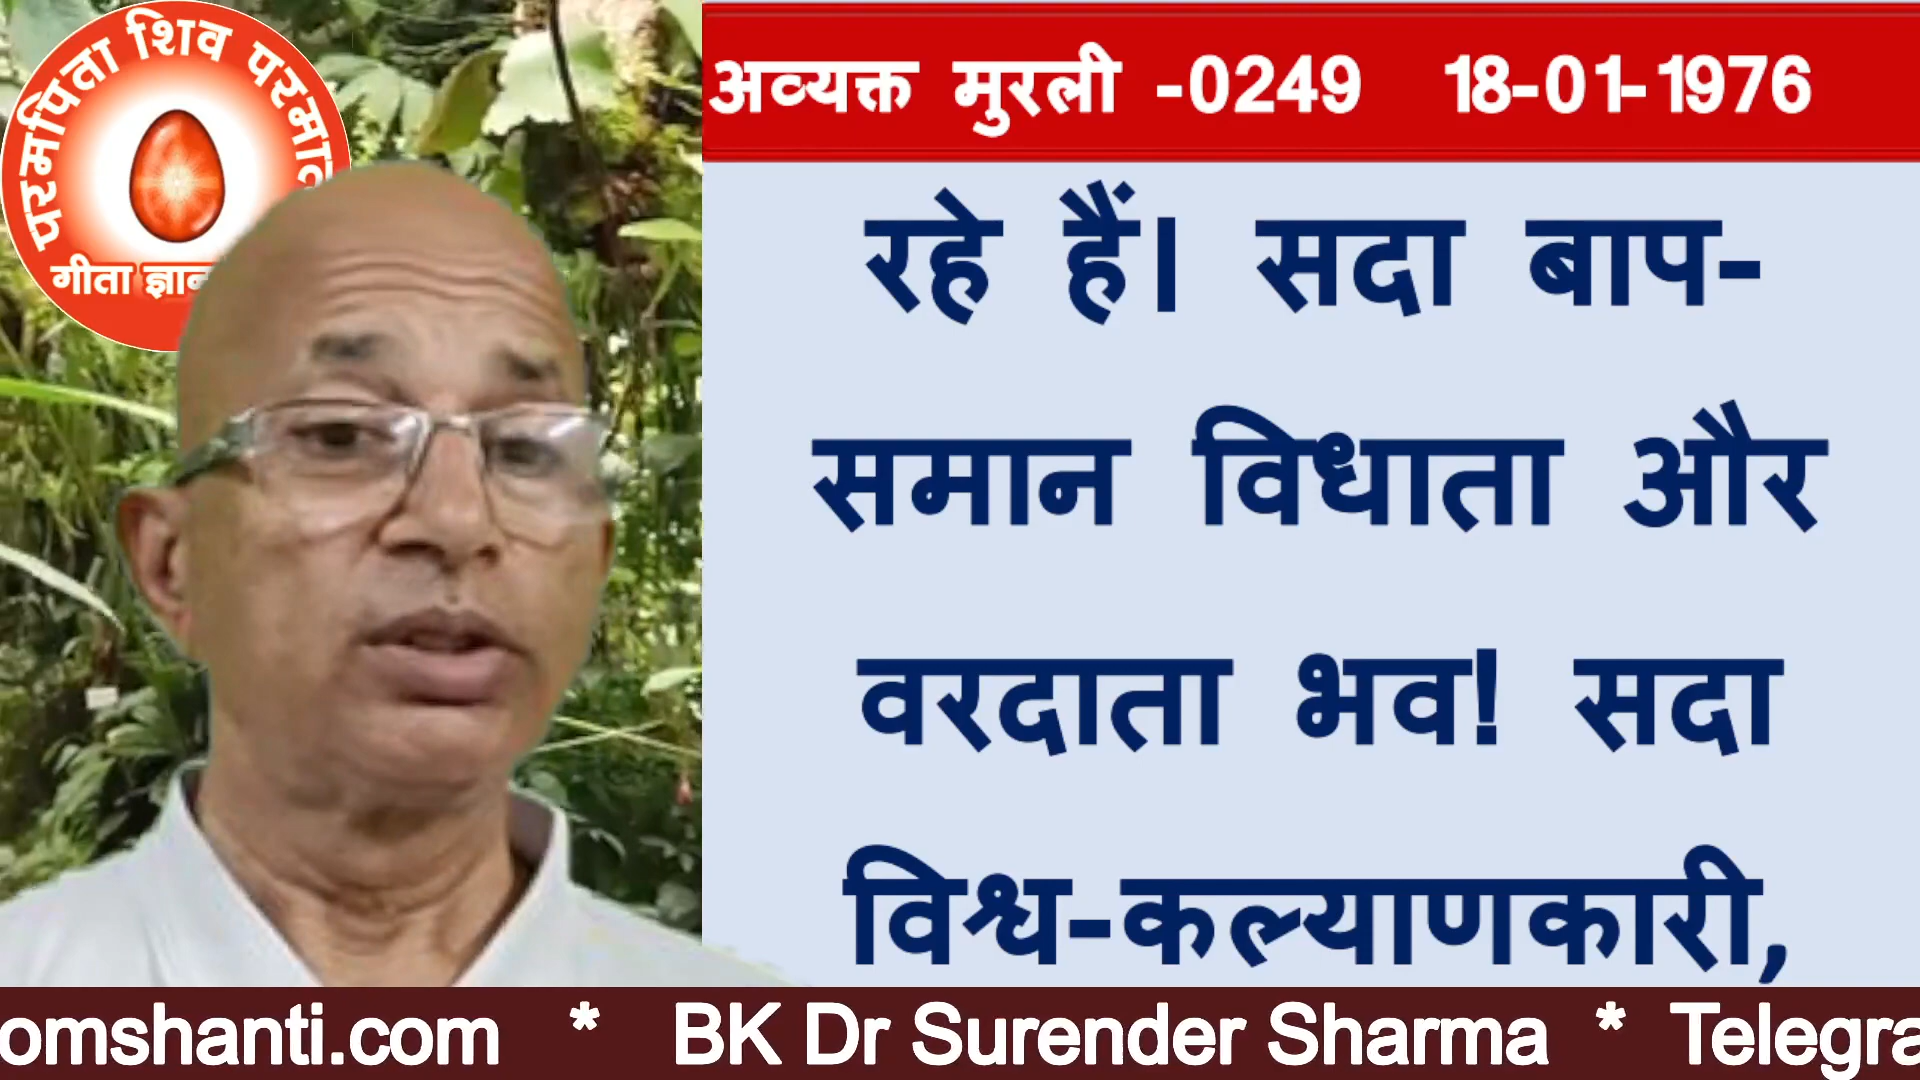 परमपिता शिव
गीता ज्ञान
अव्यक्त मुरली -0249 18-01-1976
रहे हैं। सदा बाप-
समान विधाता और
वरदाता भव! सदा
विश्व-कल्याणकारी,
omshanti.com * BK Dr Surender Sharma *